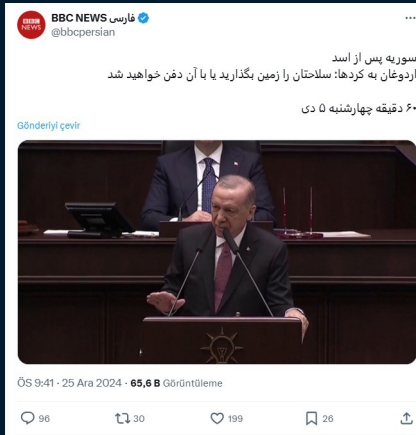 BBC NEWS فارسی
BBC
NEWS
@bbcpersian
سوریه پس از اسد
اردوغان به کردها: سلاحتان را زمین بگذارید یا با آن دفن خواهید شد
۶۰ دقیقه چهارشنبه ۵ دی
Gönderiyi çevir
ÖS 9:41 · 25 Ara 2024 · 65,6 B Görüntüleme
96 30 199 26